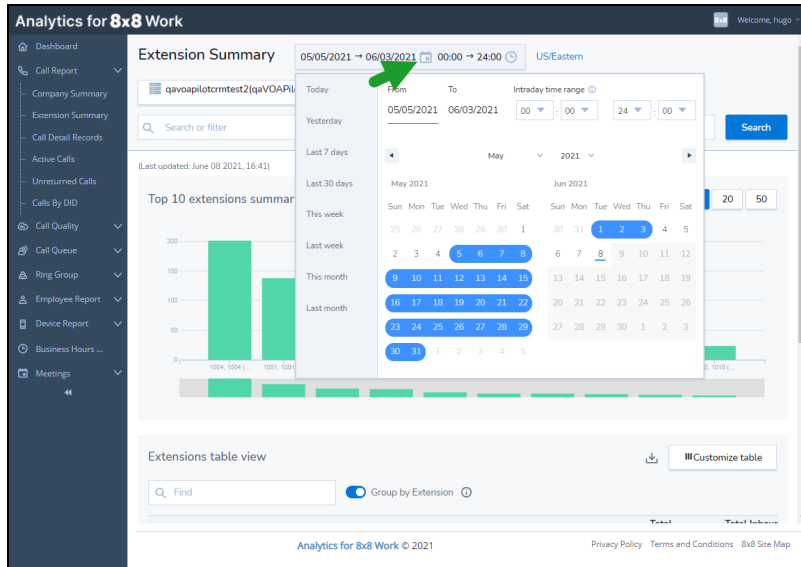 Analytics for 8x8 Work
8x8 Welcome, hugo
Dashboard
Call Report
Company Summary
Extension Summary
Call Detail Records
Active Calls
Unreturned Calls
Calls By DID
Call Quality
Call Queue
Ring Group
Employee Report
Device Report
Business Hours ...
Meetings
Extension Summary
05/05/2021 → 06/03/2021 00:00 → 24:00 US/Eastern
qavoapilotcrmtest2(qaVOAPil
Search or filter
Search
(Last updated: June 08 2021, 16:41)
Top 10 extensions summar
20 50
200
150
100
50
0
1004, 1004 (... 1001, 1001
0, 1010 (...
Today
Yesterday
Last 7 days
Last 30 days
This week
Last week
This month
Last month
From To Intraday time range
05/05/2021 06/03/2021 00 : 00 24 : 00
May 2021
May 2021
Sun Mon Tue Wed Thu Fri Sat
25 26 27 28 29 30 1
2 3 4 5 6 7 8
9 10 11 12 13 14 15
16 17 18 19 20 21 22
23 24 25 26 27 28 29
30 31 1 2 3 4 5
Jun 2021
Sun Mon Tue Wed Thu Fri Sat
30 31 1 2 3 4 5
6 7 8 9 10 11 12
13 14 15 16 17 18 19
20 21 22 23 24 25 26
27 28 29 30 1 2 3
Extensions table view
Customize table
Find
Group by Extension
Total Total Inbour
Analytics for 8x8 Work © 2021
Privacy Policy Terms and Conditions 8x8 Site Map